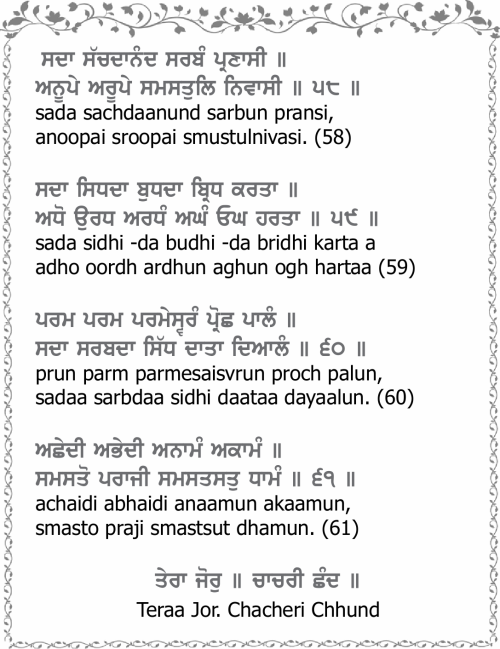 ਸਦਾ ਸੱਚਦਾਨੰਦ ਸਰਬੰ ਪ੍ਰਣਾਸੀ ॥
ਅਨੂਪੇ ਅਰੂਪੇ ਸਮਸਤੁਲਿ ਨਿਵਾਸੀ ॥ ੫੮ ॥
sada sachdaanund sarbun pransi,
anoopai sroopai smustulnivasi. (58)
ਸਦਾ ਸਿਧਦਾ ਬੁਧਦਾ ਬ੍ਰਿਧ ਕਰਤਾ ॥
ਅਧੋ ਉਰਧ ਅਰਧੰ ਅਘੰ ਓਘ ਹਰਤਾ ॥ ੫੯ ॥
sada sidhi -da budhi -da bridhi karta a
adho oordh ardhun aghun ogh hartaa (59)
ਪਰਮ ਪਰਮ ਪਰਮੇਸ੍ਵਰੰ ਪ੍ਰੋਛ ਪਾਲੰ ॥
ਸਦਾ ਸਰਬਦਾ ਸਿੱਧ ਦਾਤਾ ਦਿਆਲੰ ॥ ੬੦ ॥
prun parm parmesaisvrun proch palun,
sadaa sarbdaa sidhi daataa dayaalun. (60)
ਅਛੇਦੀ ਅਭੇਦੀ ਅਨਾਮੰ ਅਕਾਮੰ ॥
ਸਮਸਤੋ ਪਰਾਜੀ ਸਮਸਤਸਤੁ ਧਾਮੰ ॥ ੬੧ ॥
achaidi abhaidi anaamun akaamun,
smasto praji smastsut dhamun. (61)
ਤੇਰਾ ਜੋਰੁ ॥ ਚਾਚਰੀ ਛੰਦ ॥
Teraa Jor. Chacheri Chhund